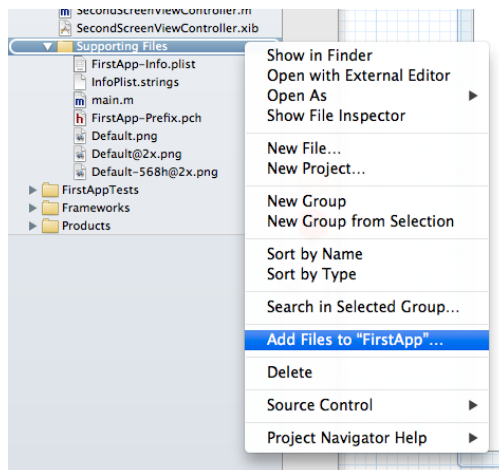 SecondScreenViewController.m
SecondScreenViewController.xib
Supporting Files
FirstApp-Info.plist
InfoPlist.strings
main.m
FirstApp-Prefix.pch
Default.png
Default@2x.png
Default-568h@2x.png
FirstAppTests
Frameworks
Products
Show in Finder
Open with External Editor
Open As
Show File Inspector
New File...
New Project...
New Group
New Group from Selection
Sort by Name
Sort by Type
Search in Selected Group...
Add Files to “FirstApp”...
Delete
Source Control
Project Navigator Help